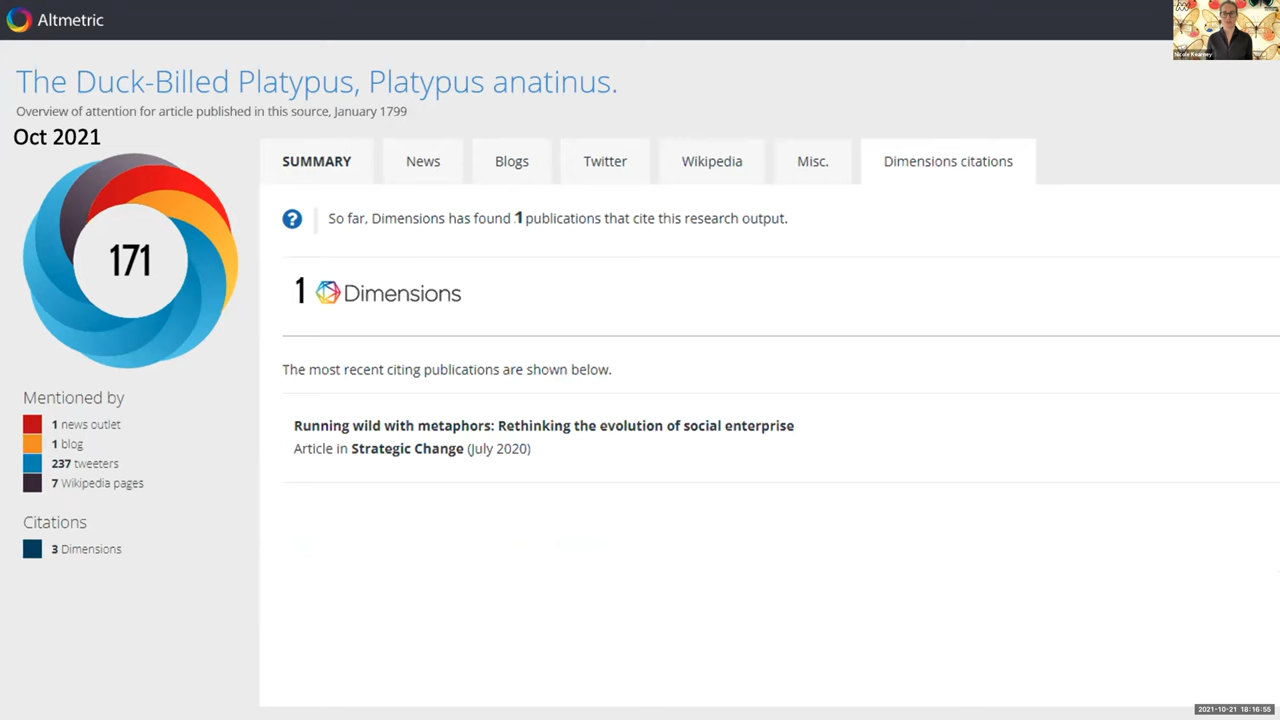 Altmetric
Nicole Kearney
The Duck-Billed Platypus, Platypus anatinus.
Overview of attention for article published in this source, January 1799
Oct 2021
171
Mentioned by
1 news outlet
1 blog
237 tweeters
7 Wikipedia pages
Citations
3 Dimensions
SUMMARY News Blogs Twitter Wikipedia Misc. Dimensions citations
? So far, Dimensions has found 1 publications that cite this research output.
1 Dimensions
The most recent citing publications are shown below.
Running wild with metaphors: Rethinking the evolution of social enterprise
Article in Strategic Change (July 2020)
2021-10-21 18:16:55